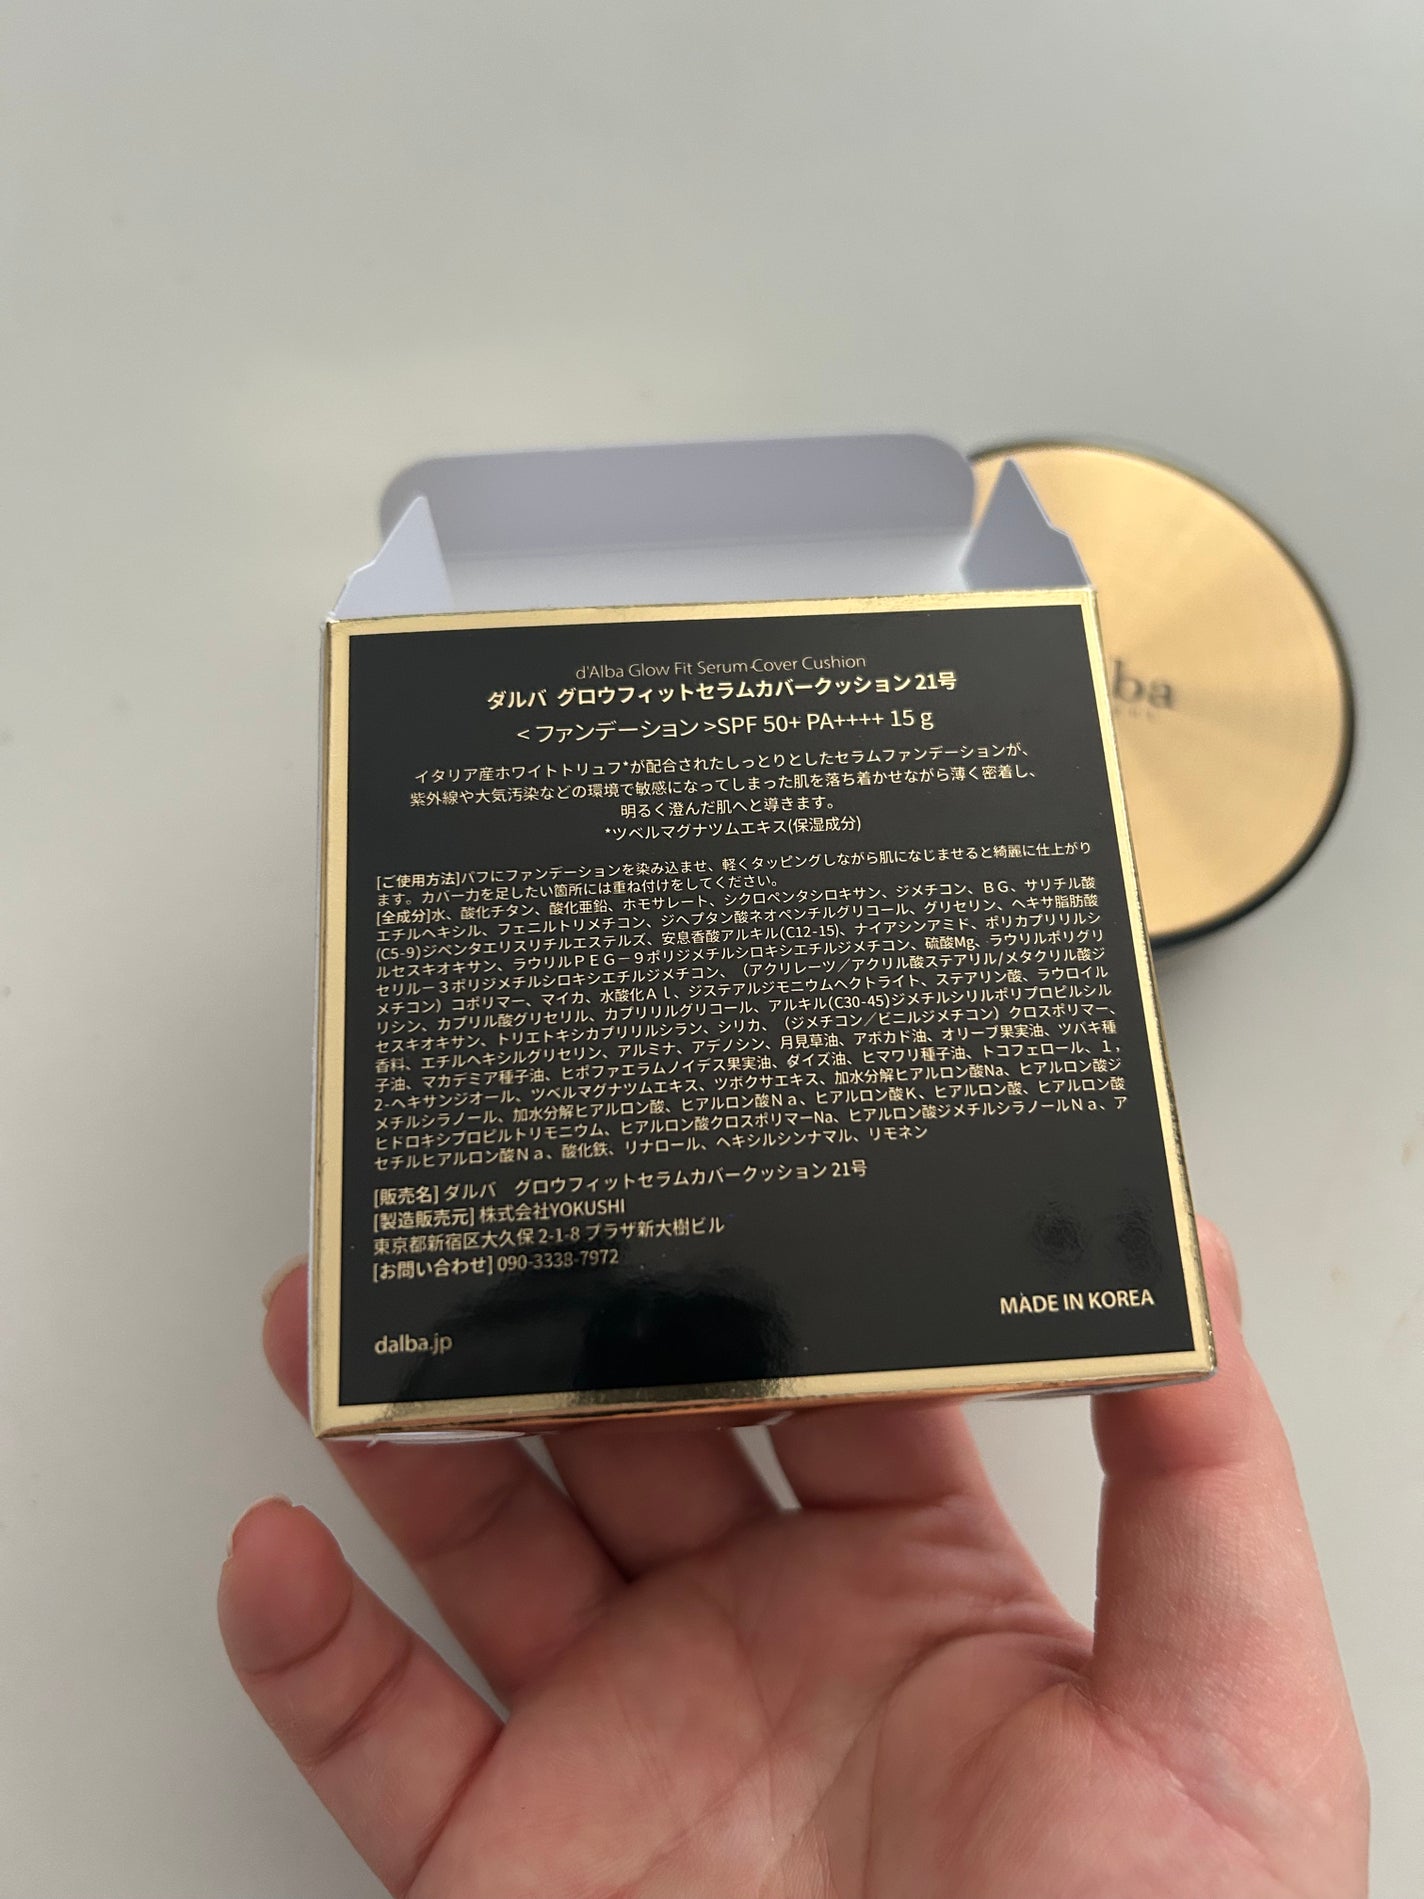 d'Alba Glow Fit Serum Cover Cushion
ダルバ グロウフィットセラムカバークッション21号
<ファンデーション>SPF 50+ PA++++ 15 g
イタリア産ホワイトトリュフ*が配合されたしっとりとしたセラムファンデーションが、
紫外線や大気汚染などの環境で敏感になってしまった肌を落ち着かせながら薄く密着し、
明るく澄んだ肌へと導きます。
*ツベルマグナツムエキス(保湿成分)
[ご使用方法]パフにファンデーションを染み込ませ、軽くタッピングしながら肌になじませると綺麗に仕上がり
ます。カバー力を足したい箇所には重ね付けをしてください。
[全成分]水、酸化チタン、酸化亜鉛、ホモサレート、シクロペンタシロキサン、ジメチコン、ＢＧ、サリチル酸
エチルヘキシル、フェニルトリメチコン、ジヘプタン酸ネオペンチルグリコール、グリセリン、ヘキサ脂肪酸
(C5-9)ジペンタエリスリチルエステルズ、安息香酸アルキル(C12-15)、ナイアシンアミド、ポリカプリリルシ
ルセスキオキサン、ラウリルＰＥＧ－９ポリジメチルシロキシエチルジメチコン、硫酸Mg、ラウリルポリグリ
セリル－３ポリジメチルシロキシエチルジメチコン、（アクリレーツ／アクリル酸ステアリル/メタクリル酸ジ
メチコン）コポリマー、マイカ、水酸化Ａｌ、ジステアルジモニウムヘクトライト、ステアリン酸、ラウロイル
リシン、カプリル酸グリセリル、カプリリルグリコール、アルキル(C30-45)ジメチルシリルポリプロピルシル
セスキオキサン、トリエトキシカプリリルシラン、シリカ、（ジメチコン／ビニルジメチコン）クロスポリマー、
香料、エチルヘキシルグリセリン、アルミナ、アデノシン、月見草油、アボカド油、オリーブ果実油、ツバキ種
子油、マカデミア種子油、ヒポファエラムノイデス果実油、ダイズ油、ヒマワリ種子油、トコフェロール、１，
2-ヘキサンジオール、ツベルマグナツムエキス、ツボクサエキス、加水分解ヒアルロン酸Na、ヒアルロン酸ジ
メチルシラノール、加水分解ヒアルロン酸、ヒアルロン酸Ｎａ、ヒアルロン酸Ｋ、ヒアルロン酸、ヒアルロン酸
ヒドロキシプロピルトリモニウム、ヒアルロン酸クロスポリマーNa、ヒアルロン酸ジメチルシラノールＮａ、ア
セチルヒアルロン酸Ｎａ、酸化鉄、リナロール、ヘキシルシンナマル、リモネン
[販売名] ダルバ　グロウフィットセラムカバークッション 21号
[製造販売元] 株式会社YOKUSHI
東京都新宿区大久保 2-1-8 プラザ新大樹ビル
[お問い合わせ] 090-3338-7972
MADE IN KOREA
dalba.jp